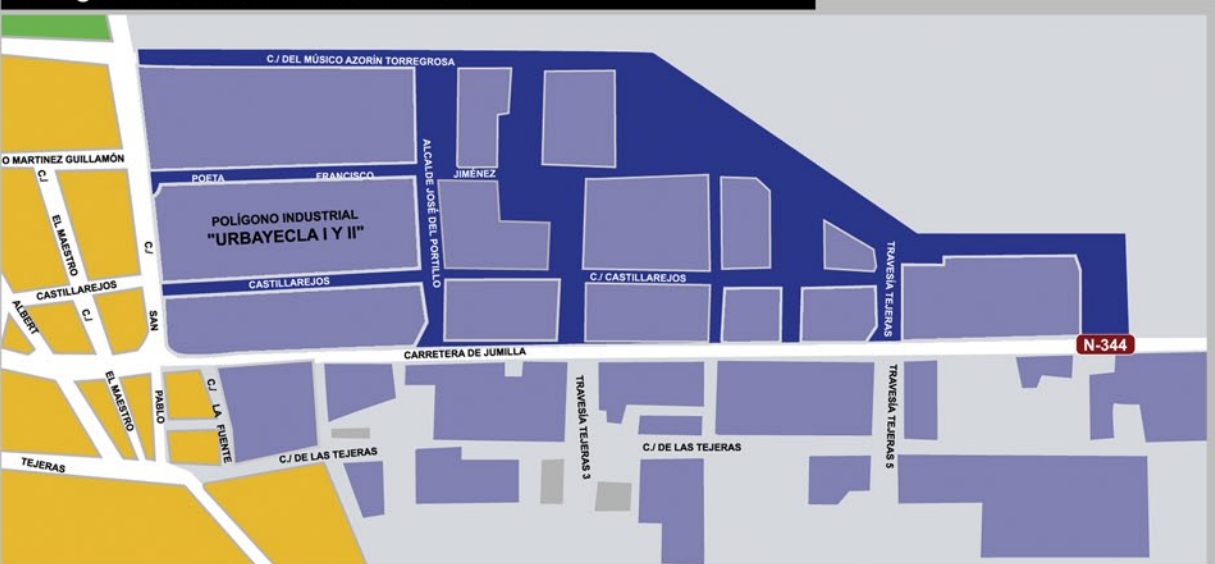 C./ DEL MÚSICO AZORÍN TORREGROSA
O MARTINEZ GUILLAMÓN
C./
EL MAESTRO
POETA FRANCISCO JIMÉNEZ
ALCALDE JOSÉ DEL PORTILLO
POLÍGONO INDUSTRIAL
"URBAYECLA I Y II"
C./ SAN PABLO
CASTILLAREJOS
CASTILLAREJOS
C./ CASTILLAREJOS
TRAVESÍA TEJERAS
ALBERT
C./
EL MAESTRO
CARRETERA DE JUMILLA
N-344
C./ LA FUENTE
TRAVESÍA TEJERAS 3
TRAVESÍA TEJERAS 5
C./ DE LAS TEJERAS
C./ DE LAS TEJERAS
TEJERAS